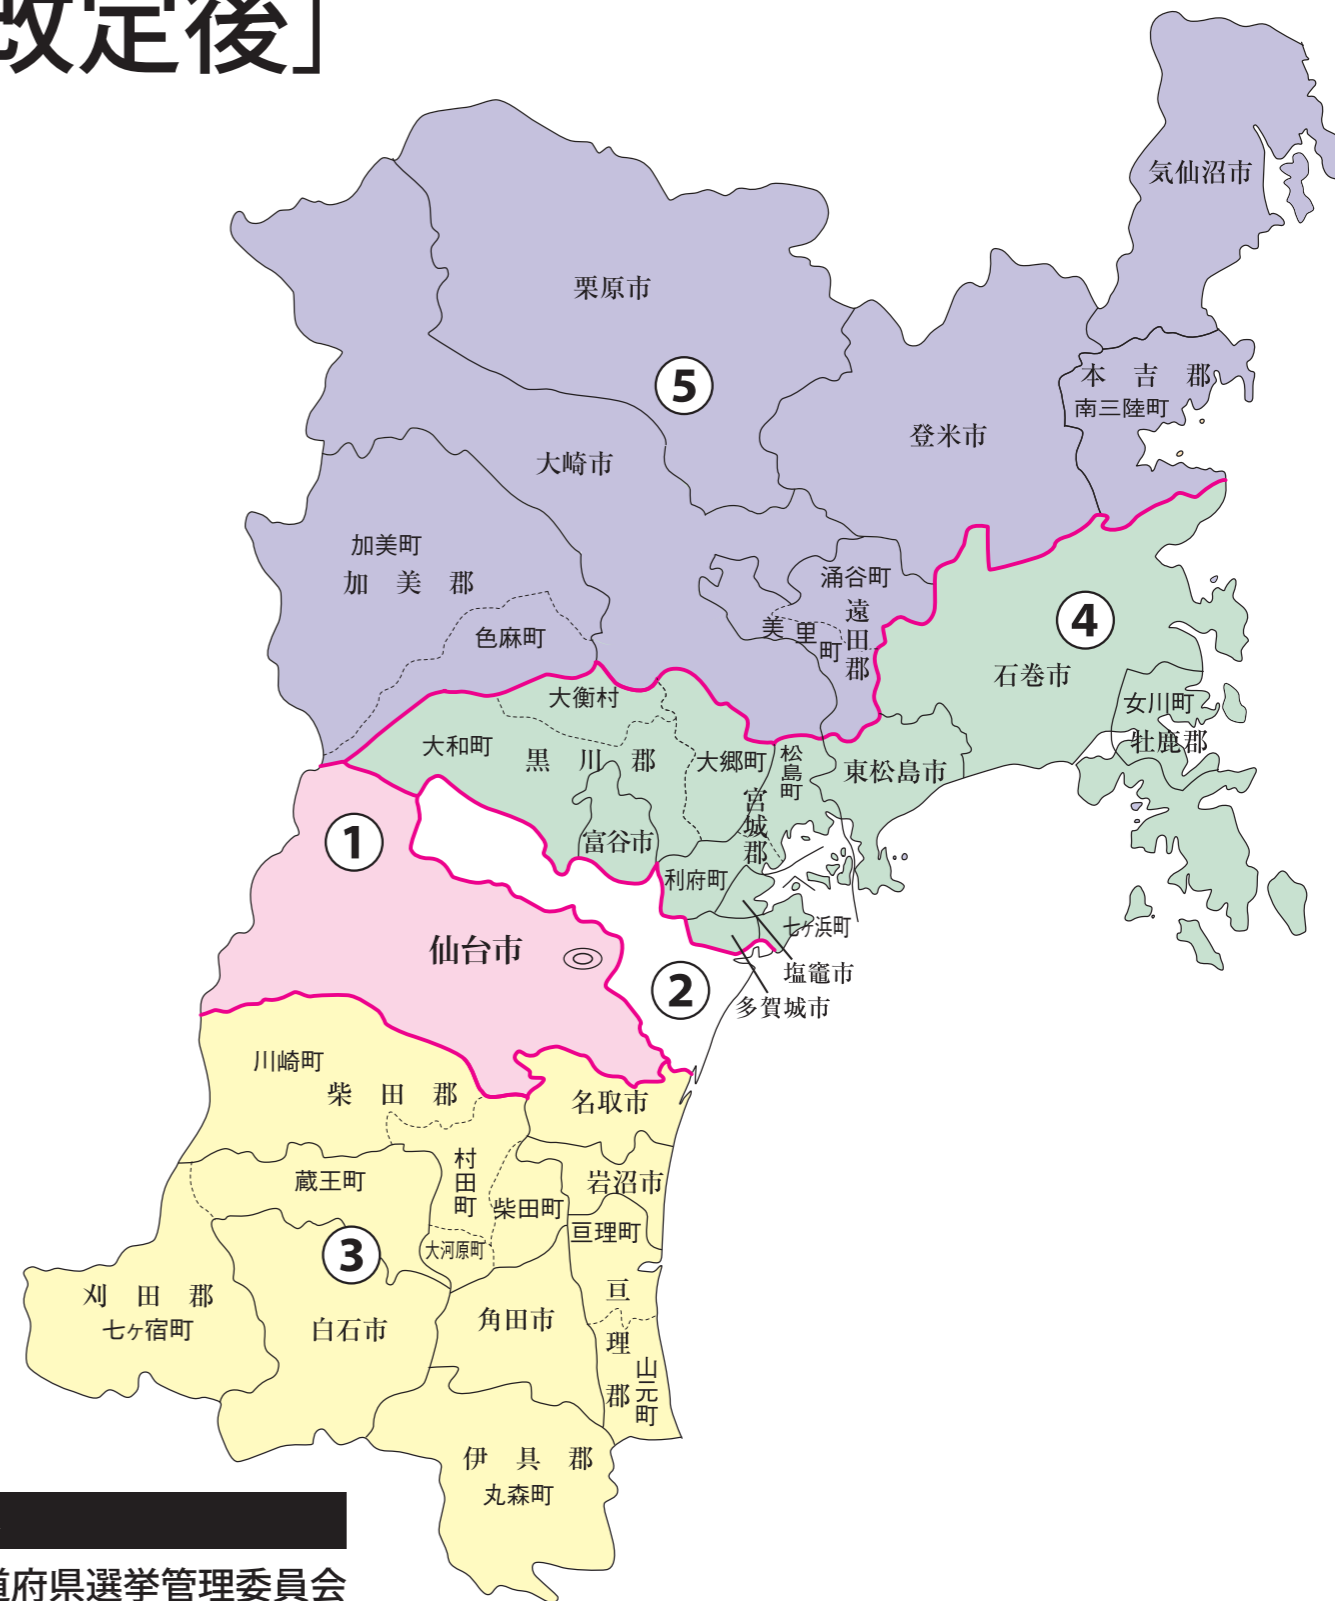 改定後］
気仙沼市
栗原市
⑤
本吉郡
南三陸町
登米市
大崎市
加美町
加美郡
涌谷町
遠田郡
美里町
④
色麻町
石巻市
大衡村
女川町
牡鹿郡
大和町
黒川郡
大郷町
松島町
東松島市
宮城郡
①
富谷市
利府町
七ヶ浜町
仙台市
塩竈市
②
多賀城市
川崎町
柴田郡
名取市
村田町
蔵王町
岩沼市
柴田町
亘理町
大河原町
③
刈田郡
七ヶ宿町
白石市
角田市
亘理郡
山元町
伊具郡
丸森町
道府県選挙管理委員会